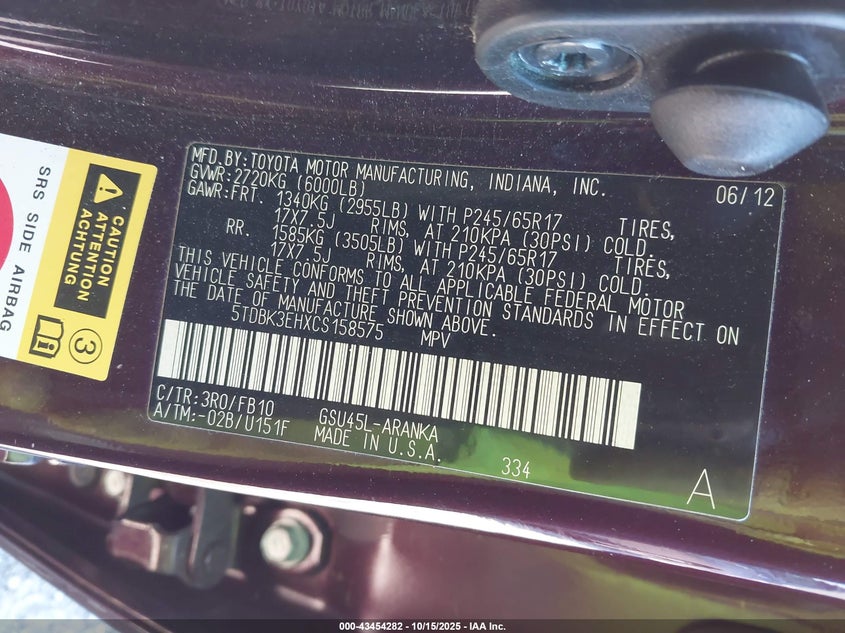 MFD.BY:TOYOTA MOTOR MANUFACTURING, INDIANA, INC. 06/12
GVWR:2720KG (6000LB)
GAWR:FRT. 1340KG (2955LB) WITH P245/65R17 TIRES,
17X7.5J RIMS, AT 210KPA (30PSI) COLD.
RR. 1585KG (3505LB) WITH P245/65R17 TIRES,
17X7.5J RIMS, AT 210KPA (30PSI) COLD.
THIS VEHICLE CONFORMS TO ALL APPLICABLE FEDERAL MOTOR
VEHICLE SAFETY AND THEFT PREVENTION STANDARDS IN EFFECT ON
THE DATE OF MANUFACTURE SHOWN ABOVE.
5TDBK3EHXCS158575 MPV
C/TR:3R0/FB10 GSU45L-ARANKA
A/TM:-02B/U151F MADE IN U.S.A.
334
A
SRS SIDE AIRBAG
CAUTION
ATTENTION
ACHTUNG
3
000-43454282 - 10/15/2025 - IAA Inc.